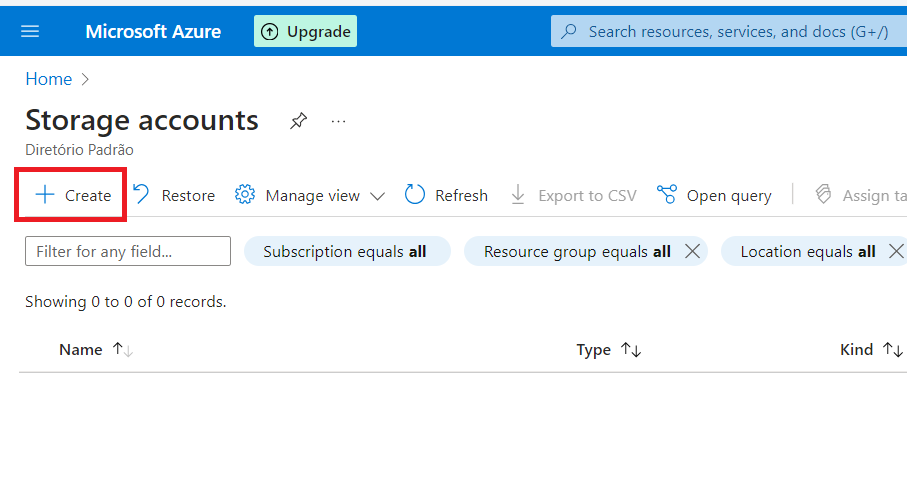 Microsoft Azure Upgrade Search resources, services, and docs (G+/)
Home
Storage accounts ...
Diretório Padrão
Create Restore Manage view Refresh Export to CSV Open query Assign ta
Filter for any field... Subscription equals all Resource group equals all Location equals all
Showing 0 to 0 of 0 records.
Name Type Kind